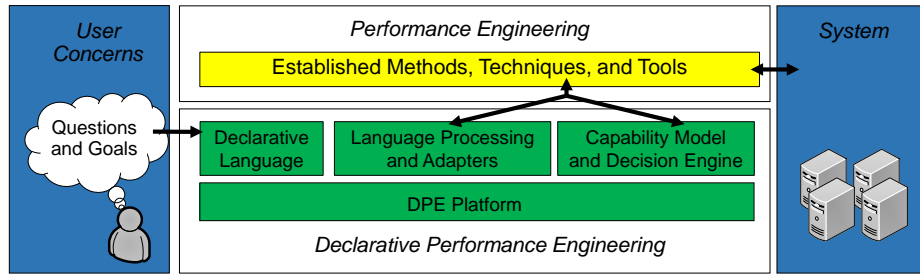 User
Concerns
Questions
and Goals
Performance Engineering
Established Methods, Techniques, and Tools
Declarative
Language
Language Processing
and Adapters
Capability Model
and Decision Engine
DPE Platform
Declarative Performance Engineering
System